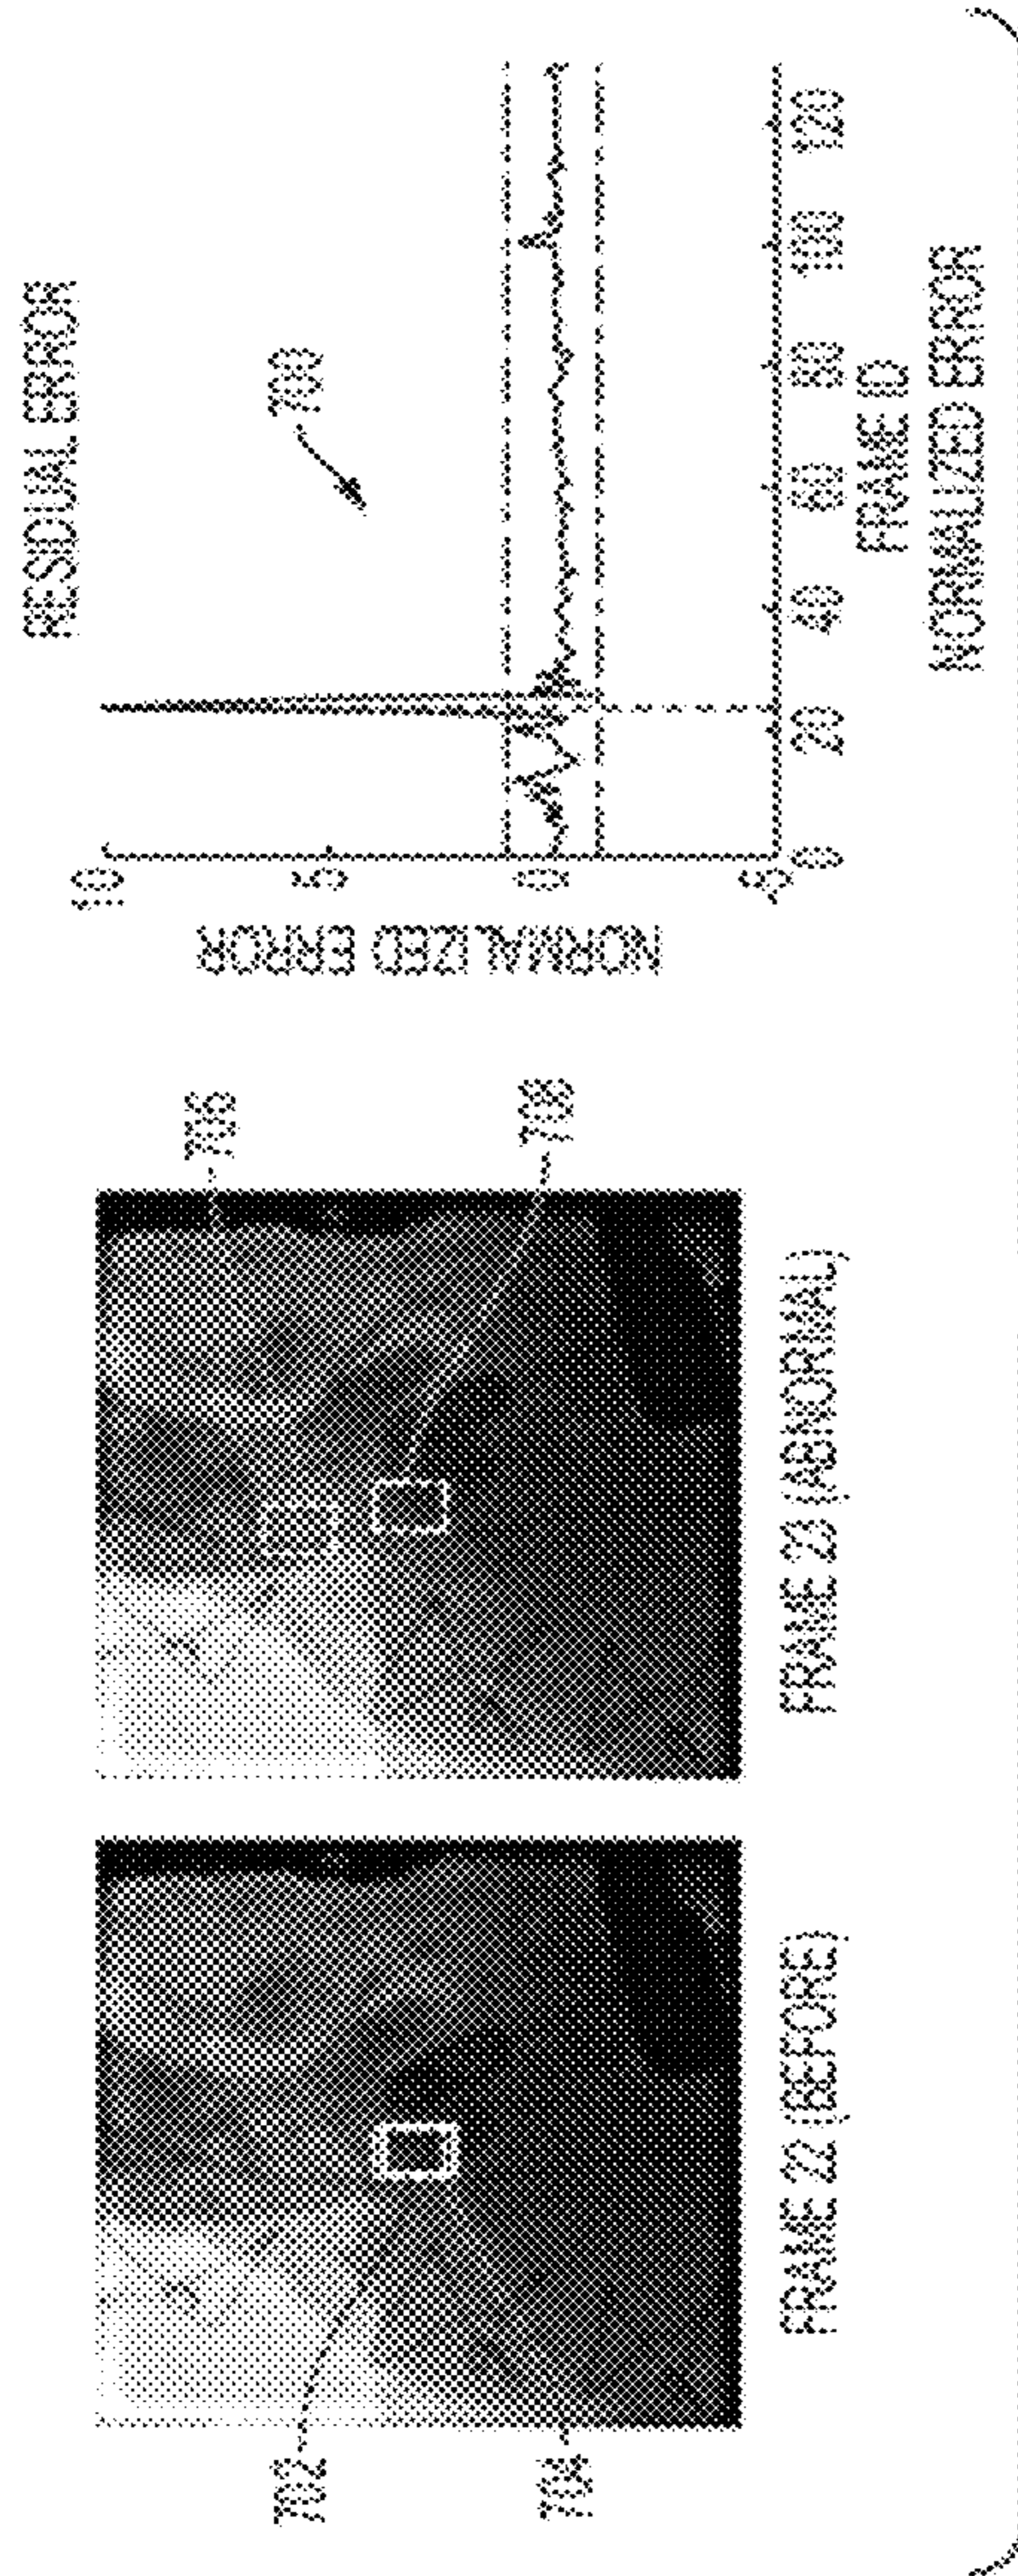 702
704
FRAME 22 (BEFORE)
706
708
FRAME 23 (ABNORMAL)
RESIDUAL ERROR
700
NORMALIZED ERROR
10
5
0
-5
0 20 40 60 80 100 120
FRAME ID
NORMALIZED ERROR